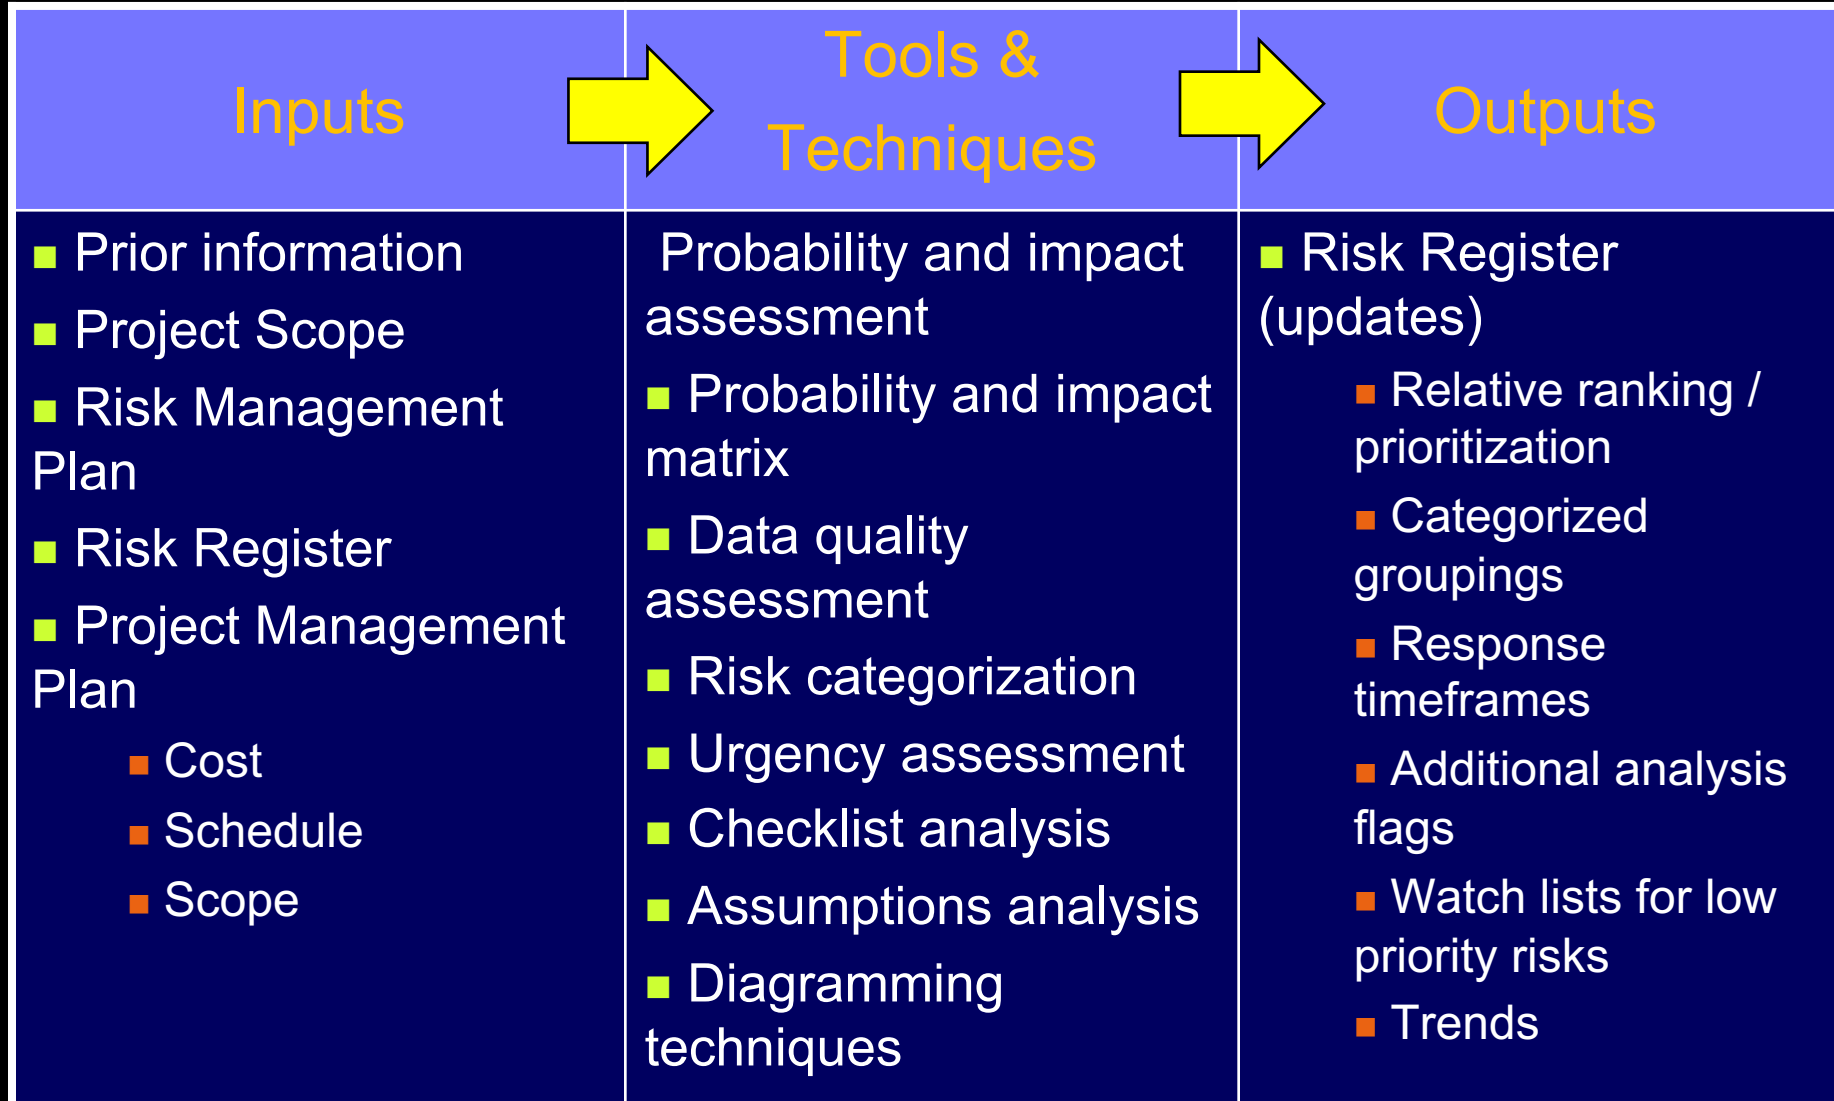 Inputs
Tools &
Techniques
Outputs
Prior information
Project Scope
Risk Management
Plan
Risk Register
Project Management
Plan
Cost
Schedule
Scope
Probability and impact
assessment
Probability and impact
matrix
Data quality
assessment
Risk categorization
Urgency assessment
Checklist analysis
Assumptions analysis
Diagramming
techniques
Risk Register
(updates)
Relative ranking /
prioritization
Categorized
groupings
Response
timeframes
Additional analysis
flags
Watch lists for low
priority risks
Trends